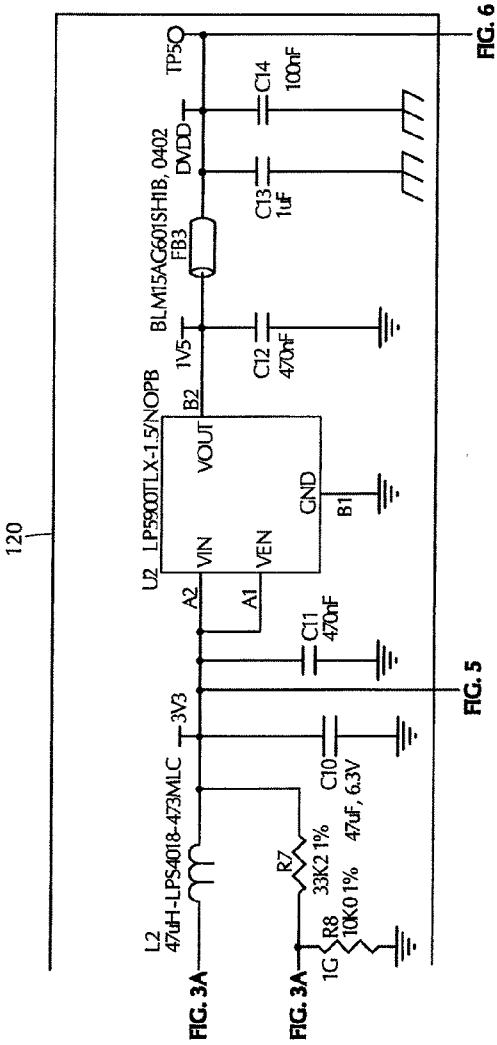 120
FIG. 3A
L2
47uH-LPS4018-473MLC
3V3
FIG. 3A
1G
R8
10K0 1%
R7
33K2 1%
C10
47uF, 6.3V
FIG. 5
C11
470nF
U2 LP5900TLX-1.5/NOPB
A2
VIN
A1
VEN
VOUT
B2
GND
B1
1V5
C12
470nF
BLM15AG601SH1B, 0402
FB3
DVDD
C13
1uF
C14
100nF
TP5
FIG. 6